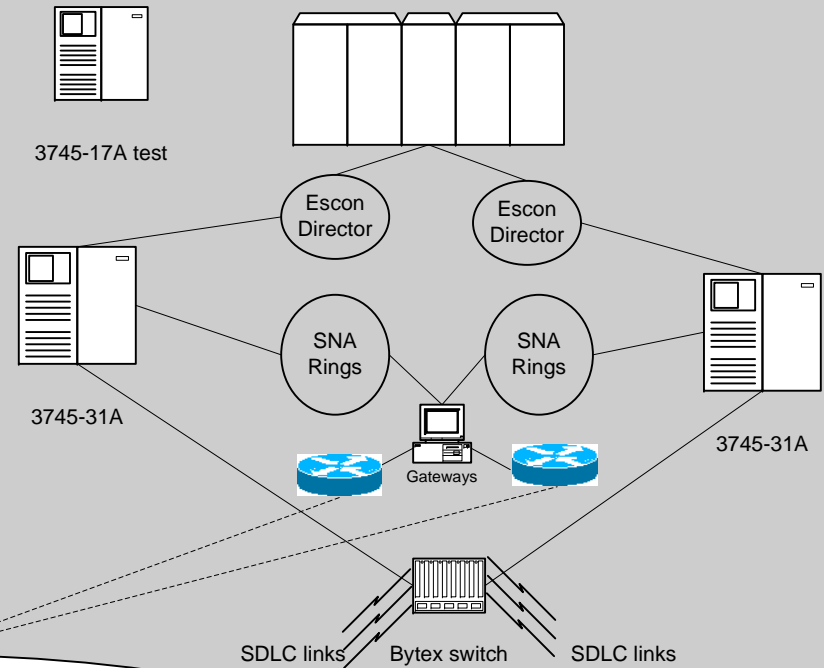 3745-17A test
Escon
Director
Escon
Director
SNA
Rings
SNA
Rings
3745-31A
3745-31A
Gateways
SDLC links
Bytex switch
SDLC links